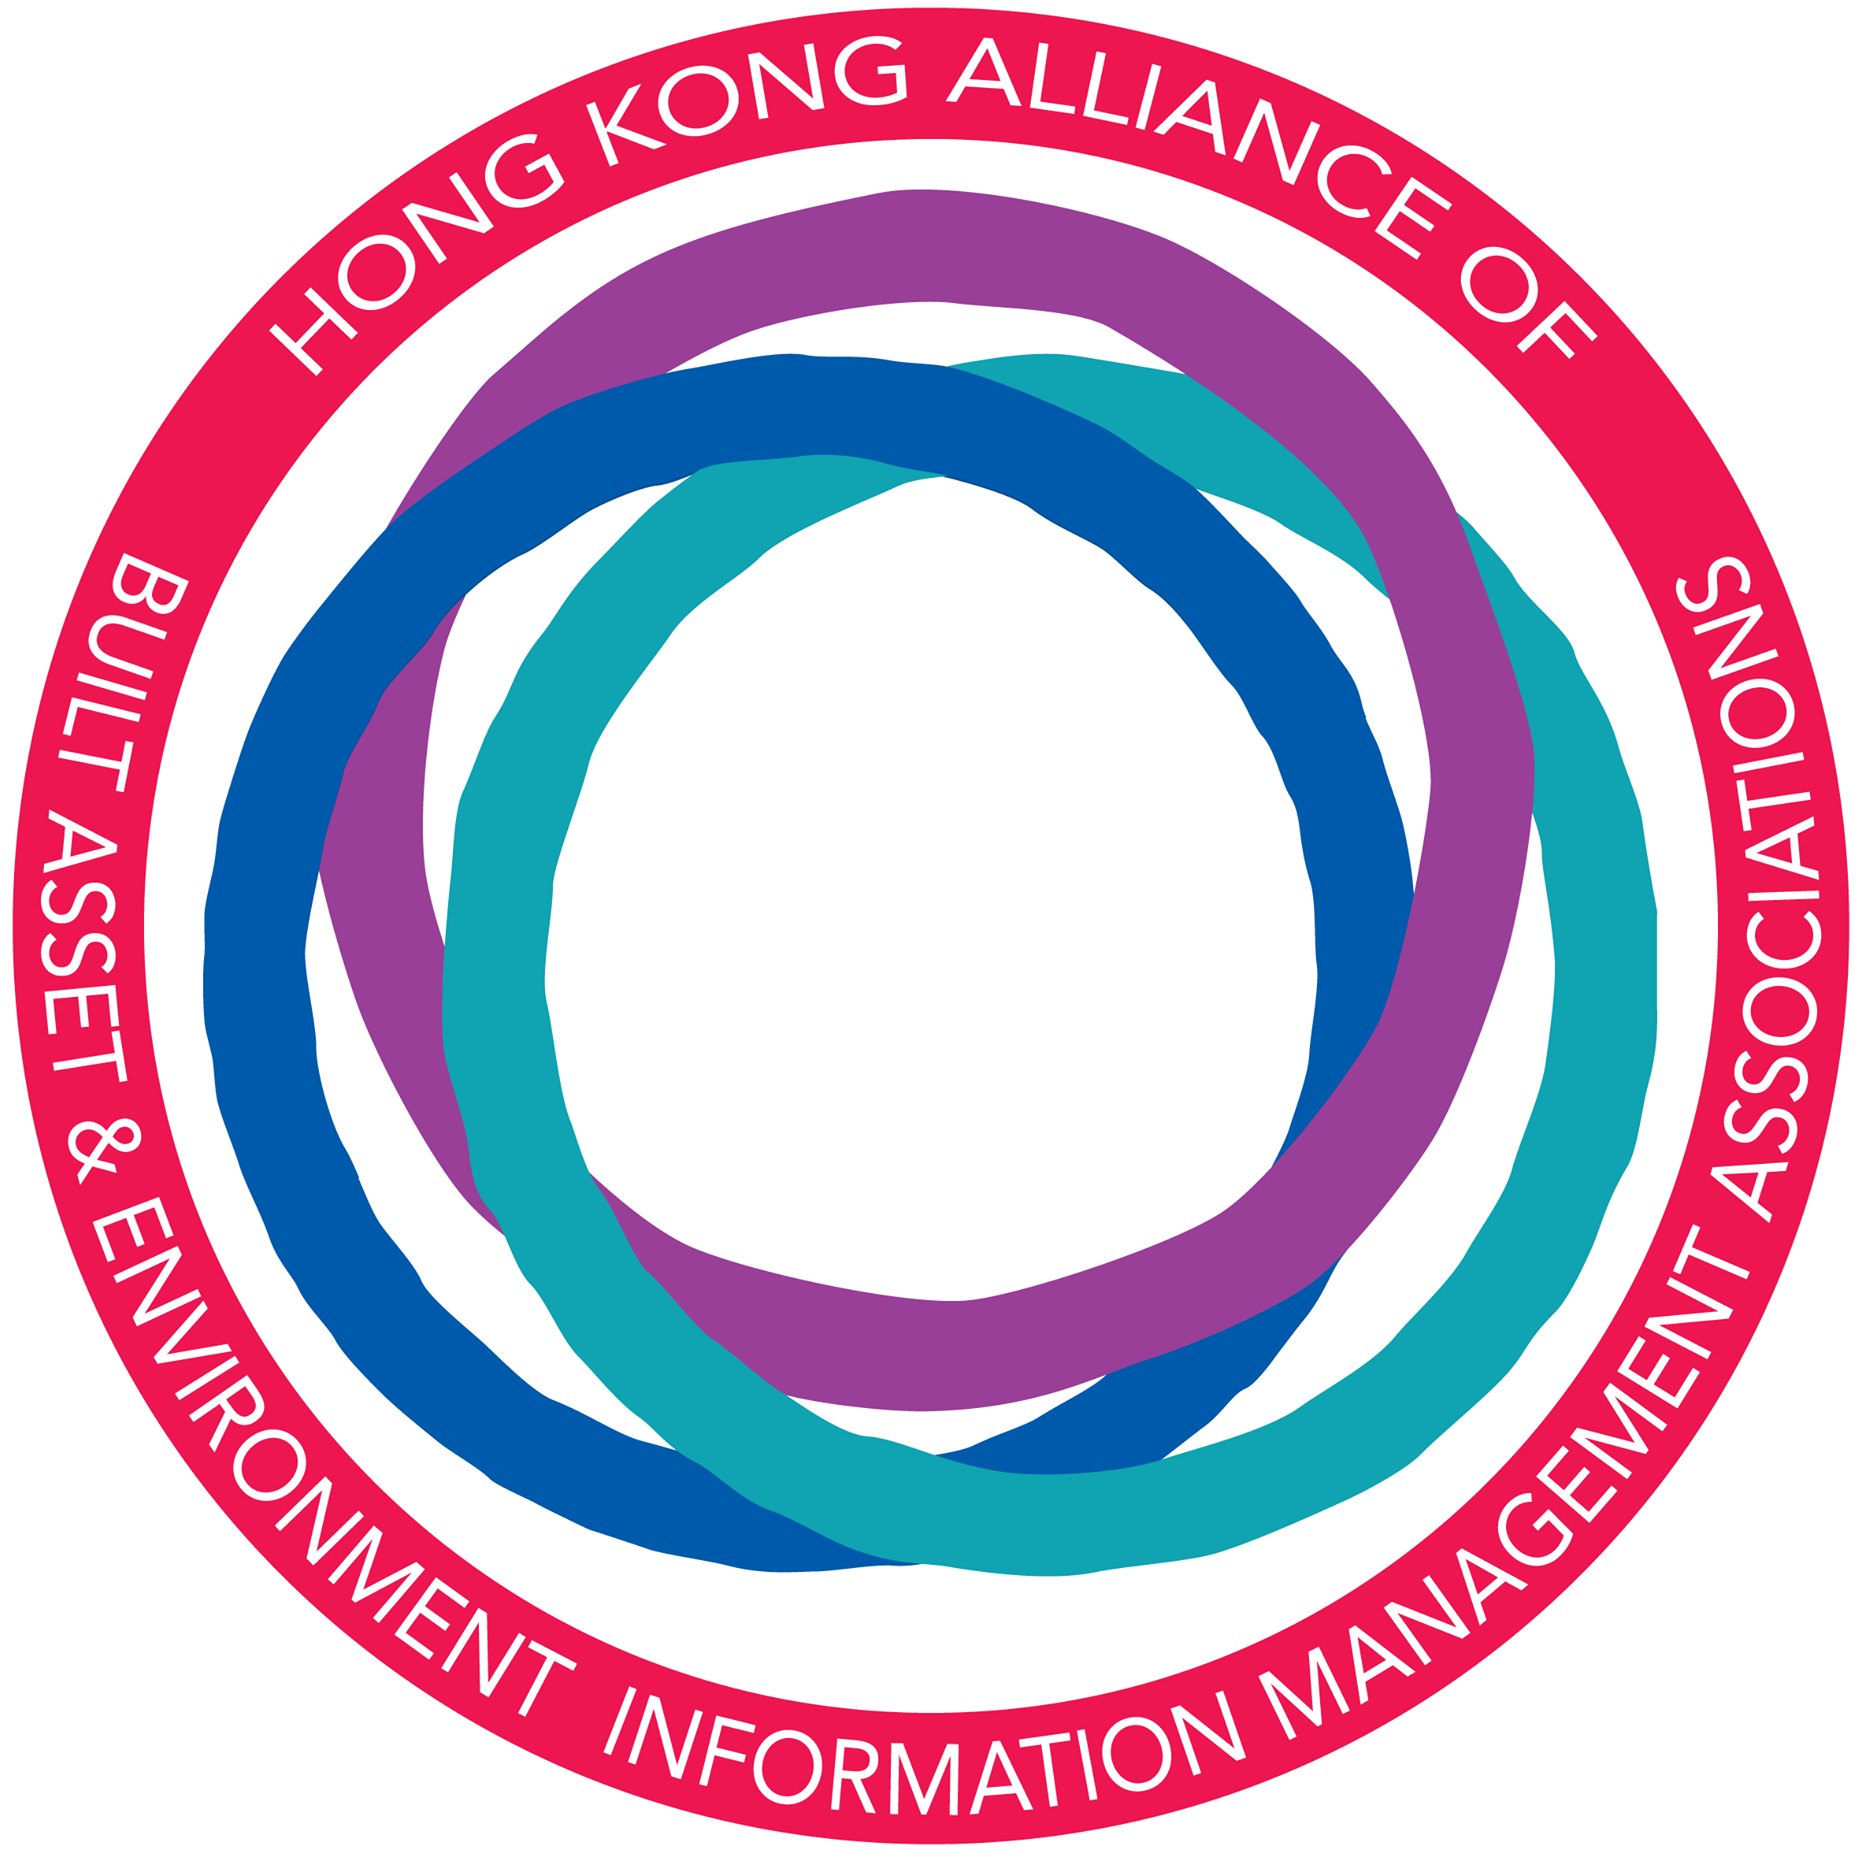 HONG KONG ALLIANCE OF
BUILT ASSET & ENVIRONMENT INFORMATION MANAGEMENT ASSOCIATIONS